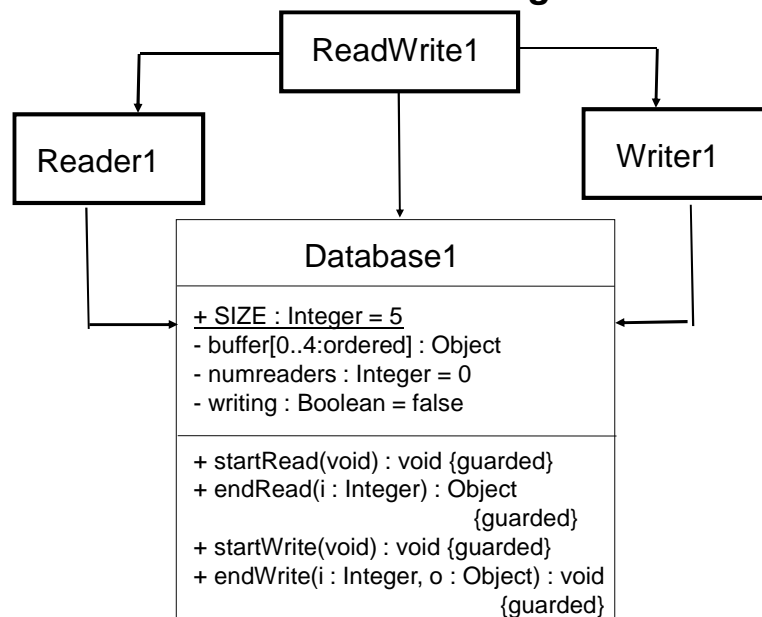 ReadWrite1
Reader1
Writer1
Database1
+ SIZE : Integer = 5
- buffer[0..4:ordered] : Object
- numreaders : Integer = 0
- writing : Boolean = false
+ startRead(void) : void {guarded}
+ endRead(i : Integer) : Object
{guarded}
+ startWrite(void) : void {guarded}
+ endWrite(i : Integer, o : Object) : void
{guarded}